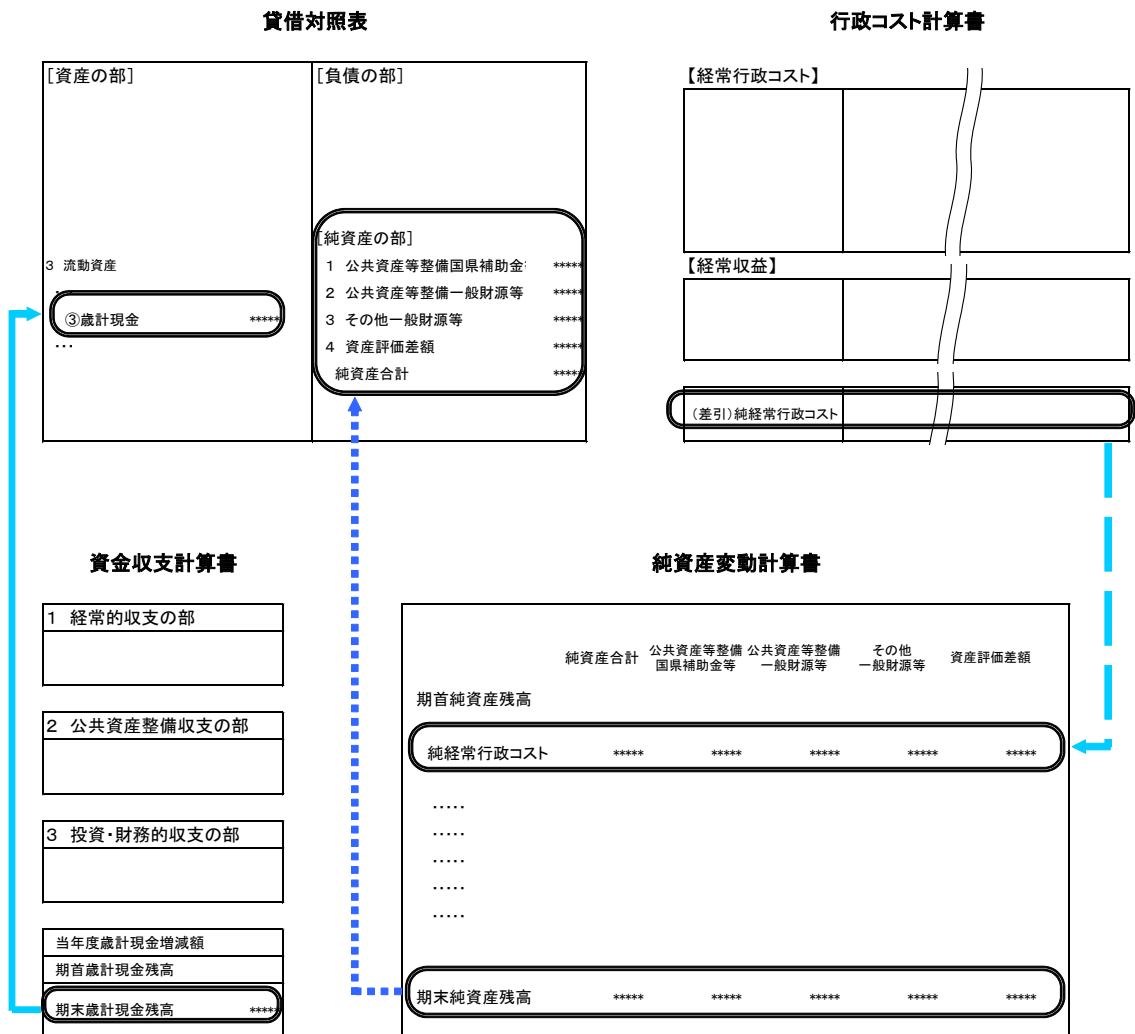 貸借対照表
[資産の部]
3 流動資産
…
③歳計現金 *****
…
[負債の部]
[純資産の部]
1 公共資産等整備国県補助金 *****
2 公共資産等整備一般財源等 *****
3 その他一般財源等 *****
4 資産評価差額 *****
純資産合計 *****
行政コスト計算書
【経常行政コスト】
【経常収益】
(差引)純経常行政コスト
資金収支計算書
1 経常的収支の部
2 公共資産整備収支の部
3 投資・財務的収支の部
当年度歳計現金増減額
期首歳計現金残高
期末歳計現金残高 *****
純資産変動計算書
純資産合計 公共資産等整備国県補助金等 公共資産等整備一般財源等 その他一般財源等 資産評価差額
期首純資産残高
純経常行政コスト ***** ***** ***** ***** *****
.....
.....
.....
.....
.....
期末純資産残高 ***** ***** ***** ***** *****